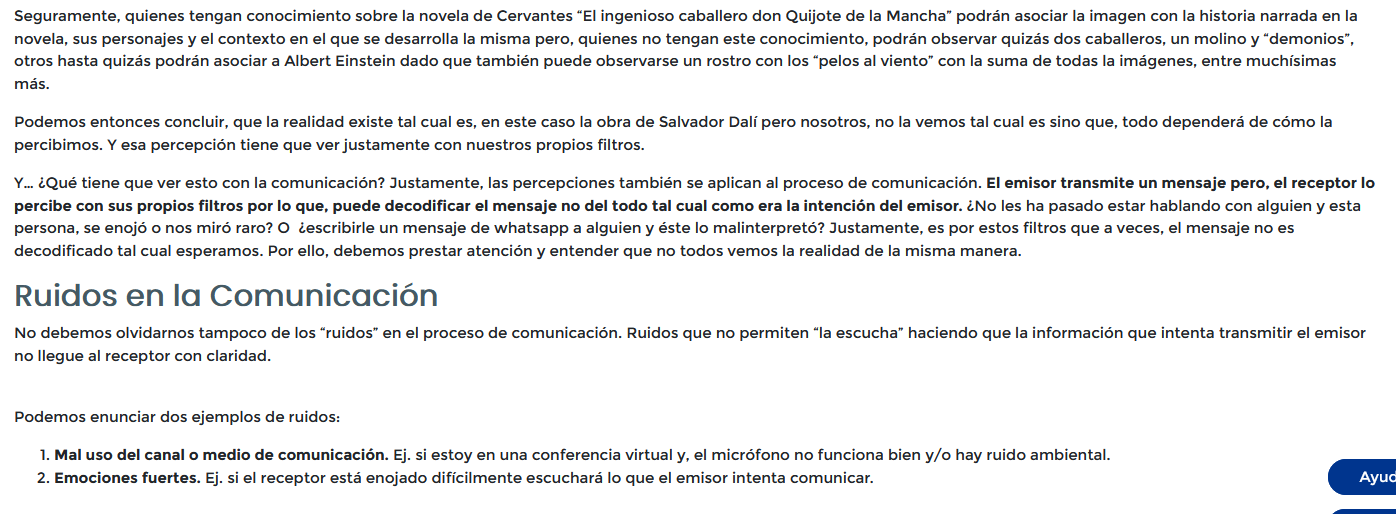 Seguramente, quienes tengan conocimiento sobre la novela de Cervantes “El ingenioso caballero don Quijote de la Mancha” podrán asociar la imagen con la historia narrada en la
novela, sus personajes y el contexto en el que se desarrolla la misma pero, quienes no tengan este conocimiento, podrán observar quizás dos caballeros, un molino y “demonios”,
otros hasta quizás podrán asociar a Albert Einstein dado que también puede observarse un rostro con los “pelos al viento” con la suma de todas la imágenes, entre muchísimas
más.
Podemos entonces concluir, que la realidad existe tal cual es, en este caso la obra de Salvador Dalí pero nosotros, no la vemos tal cual es sino que, todo dependerá de cómo la
percibimos. Y esa percepción tiene que ver justamente con nuestros propios filtros.
Y... ¿Qué tiene que ver esto con la comunicación? Justamente, las percepciones también se aplican al proceso de comunicación. El emisor transmite un mensaje pero, el receptor lo
percibe con sus propios filtros por lo que, puede decodificar el mensaje no del todo tal cual como era la intención del emisor. ¿No les ha pasado estar hablando con alguien y esta
persona, se enojó o nos miró raro? O ¿escribirle un mensaje de whatsapp a alguien y éste lo malinterpretó? Justamente, es por estos filtros que a veces, el mensaje no es
decodificado tal cual esperamos. Por ello, debemos prestar atención y entender que no todos vemos la realidad de la misma manera.
Ruidos en la Comunicación
No debemos olvidarnos tampoco de los “ruidos” en el proceso de comunicación. Ruidos que no permiten “la escucha” haciendo que la información que intenta transmitir el emisor
no llegue al receptor con claridad.
Podemos enunciar dos ejemplos de ruidos:
1. Mal uso del canal o medio de comunicación. Ej. si estoy en una conferencia virtual y, el micrófono no funciona bien y/o hay ruido ambiental.
2. Emociones fuertes. Ej. si el receptor está enojado difícilmente escuchará lo que el emisor intenta comunicar.
Ayud